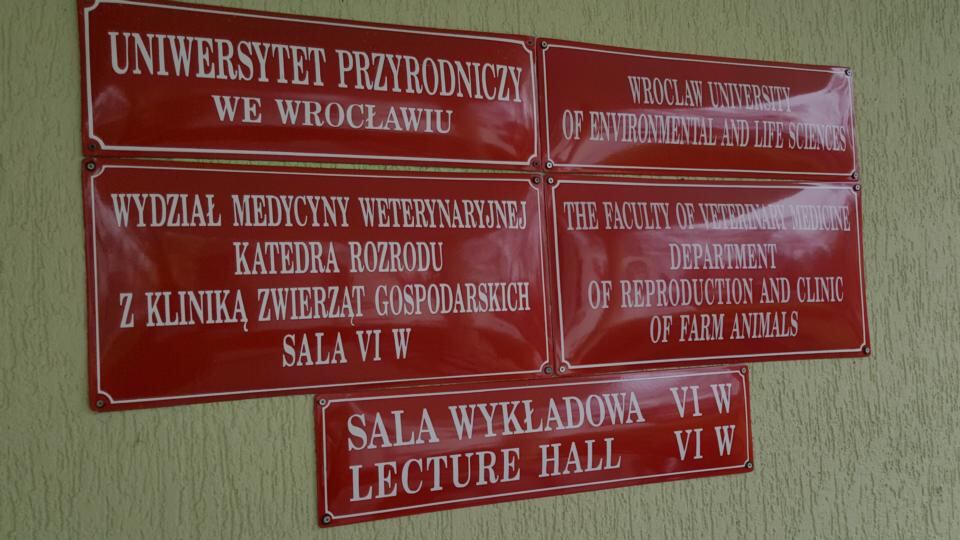 UNIWERSYTET PRZYRODNICZY
WE WROCŁAWIU
WROCLAW UNIVERSITY
OF ENVIRONMENTAL AND LIFE SCIENCES
WYDZIAŁ MEDYCYNY WETERYNARYJNEJ
KATEDRA ROZRODU
Z KLINIKĄ ZWIERZĄT GOSPODARSKICH
SALA VI W
THE FACULTY OF VETERINARY MEDICINE
DEPARTMENT
OF REPRODUCTION AND CLINIC
OF FARM ANIMALS
SALA WYKŁADOWA VI W
LECTURE HALL VI W